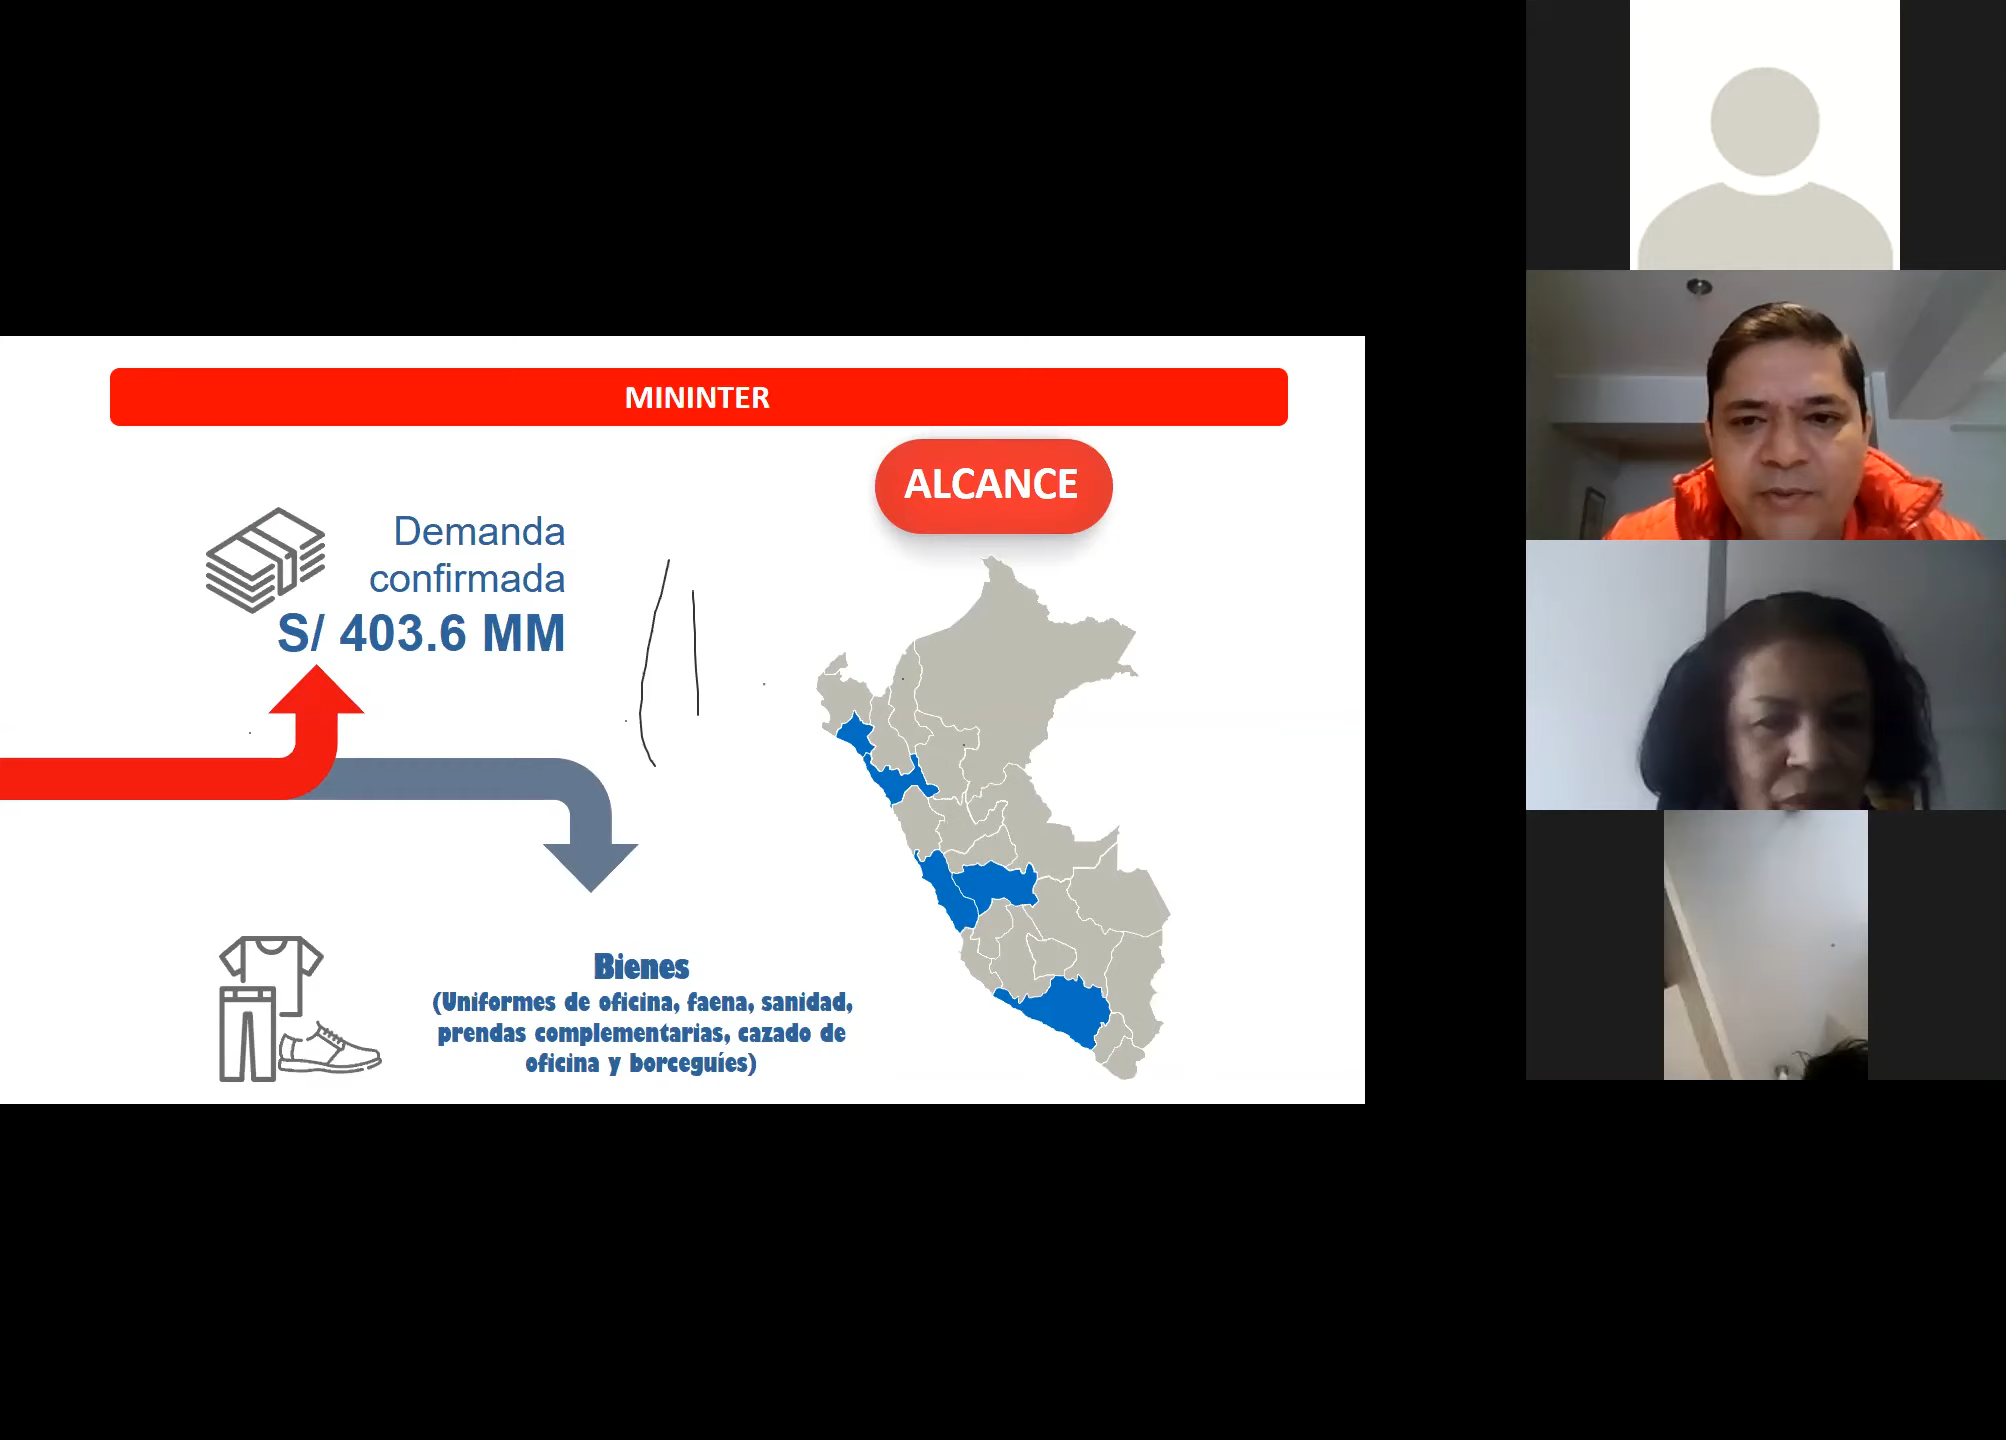 MININTER
ALCANCE
Demanda
confirmada
S/ 403.6 MM
Bienes
(Uniformes de oficina, faena, sanidad,
prendas complementarias, cazado de
oficina y borceguíes)